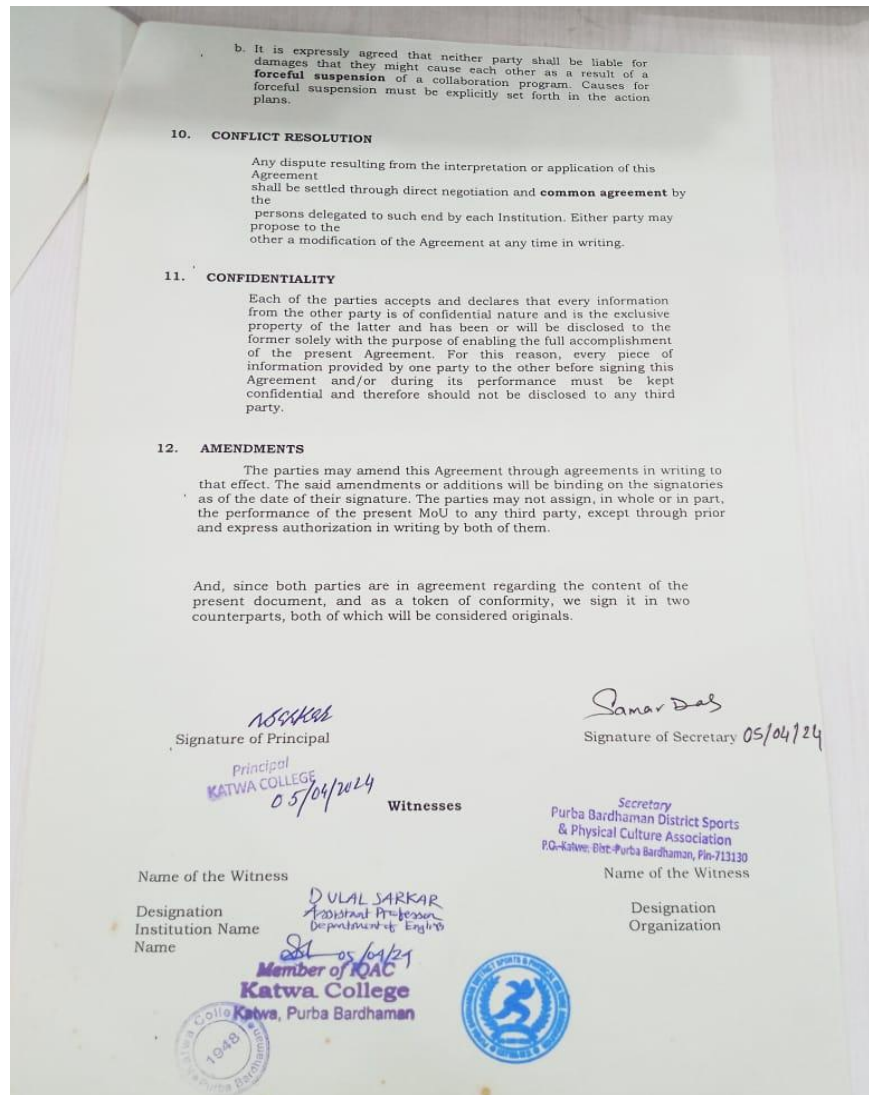 b. It is expressly agreed that neither party shall be liable for
damages that they might cause each other as a result of a
forceful suspension of a collaboration program. Causes for
forceful suspension must be explicitly set forth in the action
plans.
10. CONFLICT RESOLUTION
Any dispute resulting from the interpretation or application of this
Agreement
shall be settled through direct negotiation and common agreement by
the
persons delegated to such end by each Institution. Either party may
propose to the
other a modification of the Agreement at any time in writing.
11. CONFIDENTIALITY
Each of the parties accepts and declares that every information
from the other party is of confidential nature and is the exclusive
property of the latter and has been or will be disclosed to the
former solely with the purpose of enabling the full accomplishment
of the present Agreement. For this reason, every piece of
information provided by one party to the other before signing this
Agreement and/or during its performance must be kept
confidential and therefore should not be disclosed to any third
party.
12. AMENDMENTS
The parties may amend this Agreement through agreements in writing to
that effect. The said amendments or additions will be binding on the signatories
as of the date of their signature. The parties may not assign, in whole or in part,
the performance of the present MoU to any third party, except through prior
and express authorization in writing by both of them.
And, since both parties are in agreement regarding the content of the
present document, and as a token of conformity, we sign it in two
counterparts, both of which will be considered originals.
Samar Das
Signature of Principal
Signature of Secretary 05/04/24
Principal
KATWA COLLEGE
05/04/2024
Witnesses
Secretary
Purba Bardhaman District Sports
& Physical Culture Association
P.O.-Katwa, Dist.-Purba Bardhaman, Pin-713130
Name of the Witness
Name of the Witness
DULAL SARKAR
Designation
Assistant Professor
Designation
Institution Name
Department of English
Organization
Name
05/04/24
Member of IQAC
Katwa College
Katwa, Purba Bardhaman
Katwa College
1948
Purba Bardhaman